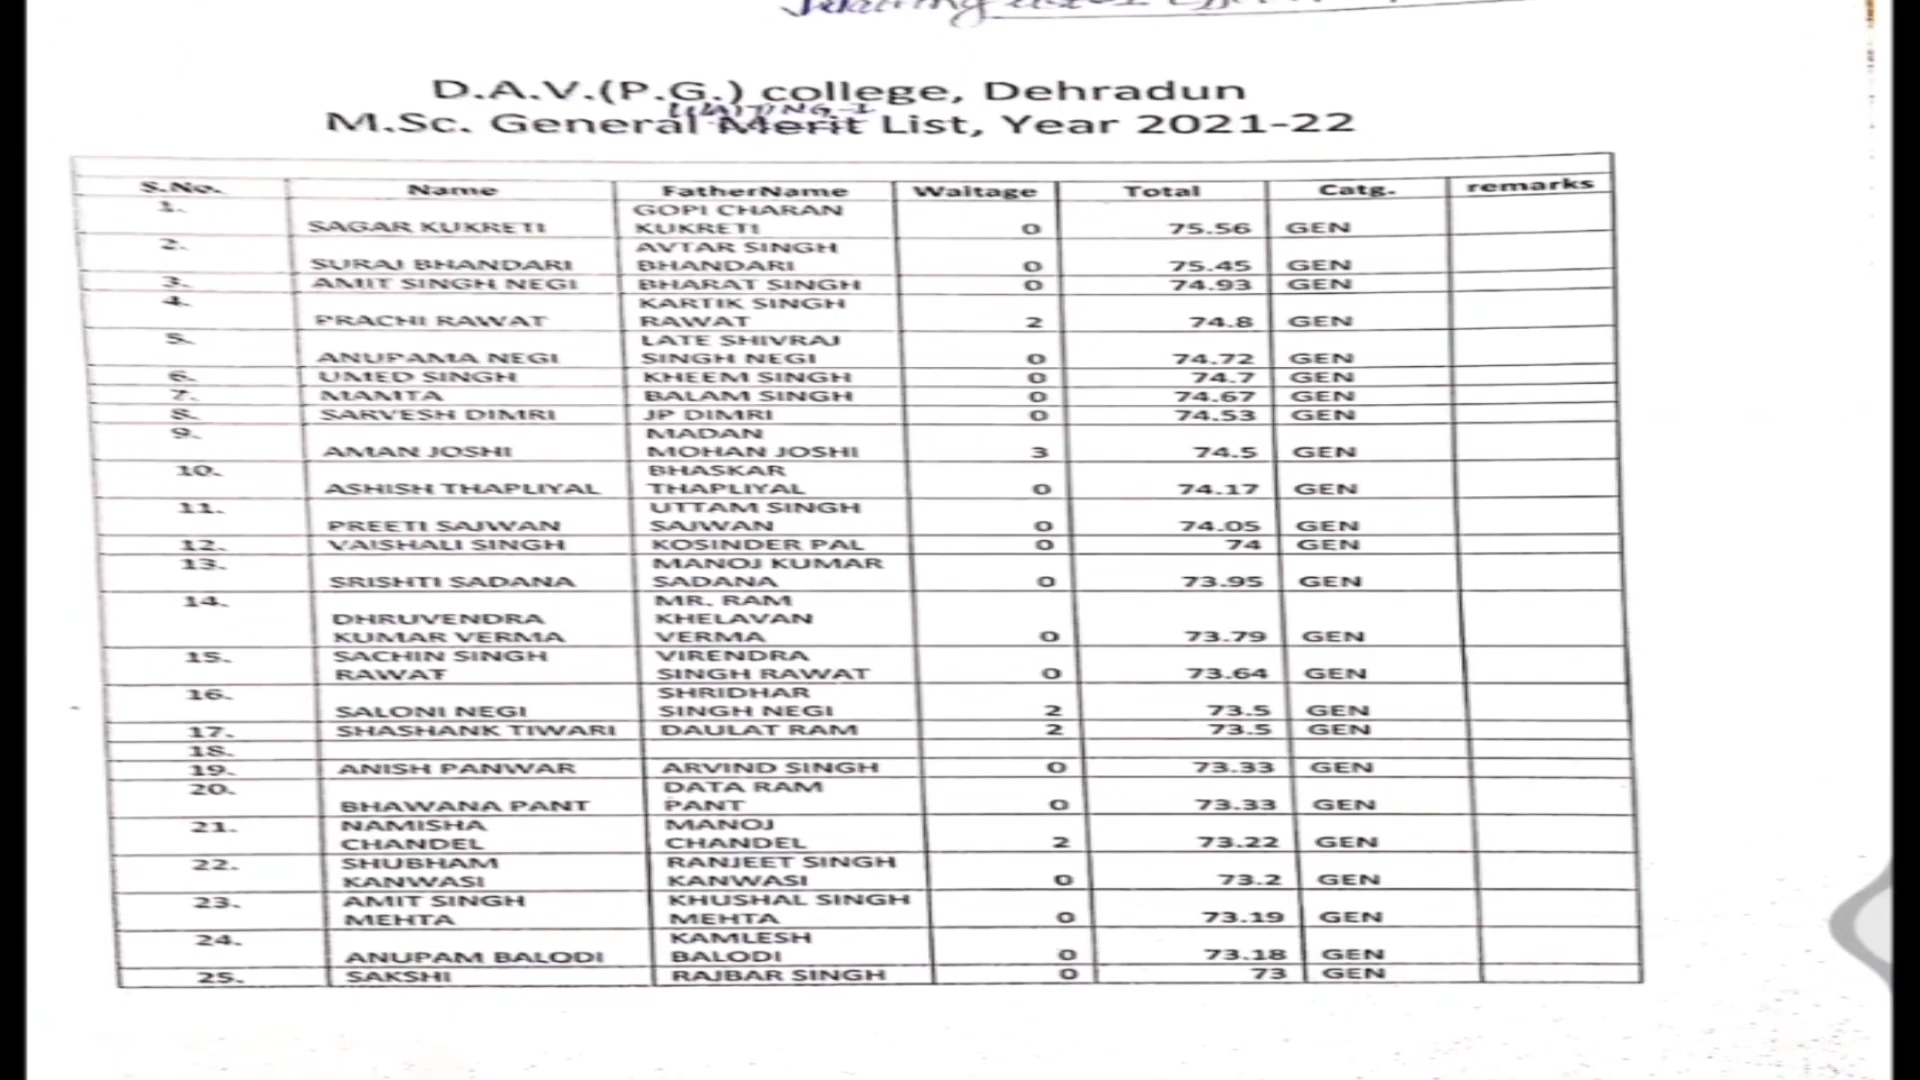 D.A.V.(P.G.) college, Dehradun
WAITING-1
M.Sc. General Merit List, Year 2021-22
S.No. Name FatherName Waitage Total Catg. remarks
1. SAGAR KUKRETI GOPI CHARAN KUKRETI 0 75.56 GEN
2. SURAJ BHANDARI AVTAR SINGH BHANDARI 0 75.45 GEN
3. AMIT SINGH NEGI BHARAT SINGH 0 74.93 GEN
4. PRACHI RAWAT KARTIK SINGH RAWAT 2 74.8 GEN
5. ANUPAMA NEGI LATE SHIVRAJ SINGH NEGI 0 74.72 GEN
6. UMED SINGH KHEEM SINGH 0 74.7 GEN
7. MAMTA BALAM SINGH 0 74.67 GEN
8. SARVESH DIMRI JP DIMRI 0 74.53 GEN
9. AMAN JOSHI MADAN MOHAN JOSHI 3 74.5 GEN
10. ASHISH THAPLIYAL BHASKAR THAPLIYAL 0 74.17 GEN
11. PREETI SAJWAN UTTAM SINGH SAJWAN 0 74.05 GEN
12. VAISHALI SINGH KOSINDER PAL 0 74 GEN
13. SRISHTI SADANA MANOJ KUMAR SADANA 0 73.95 GEN
14. DHRUVENDRA KUMAR VERMA MR. RAM KHELAVAN VERMA 0 73.79 GEN
15. SACHIN SINGH RAWAT VIRENDRA SINGH RAWAT 0 73.64 GEN
16. SALONI NEGI SHRIDHAR SINGH NEGI 2 73.5 GEN
17. SHASHANK TIWARI DAULAT RAM 2 73.5 GEN
18.
19. ANISH PANWAR ARVIND SINGH 0 73.33 GEN
20. BHAWANA PANT DATA RAM PANT 0 73.33 GEN
21. NAMISHA CHANDEL MANOJ CHANDEL 2 73.22 GEN
22. SHUBHAM KANWASI RANJEET SINGH KANWASI 0 73.2 GEN
23. AMIT SINGH MEHTA KHUSHAL SINGH MEHTA 0 73.19 GEN
24. ANUPAM BALODI KAMLESH BALODI 0 73.18 GEN
25. SAKSHI RAJBAR SINGH 0 73 GEN